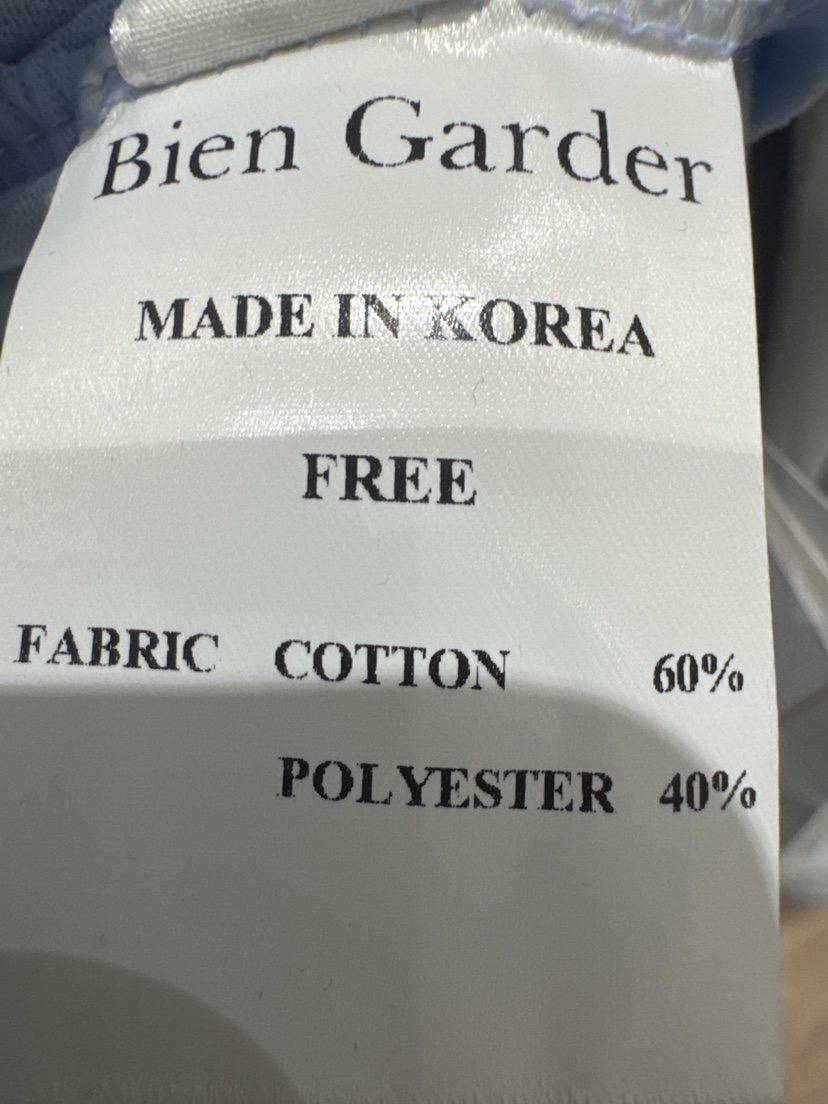 Bien Garder
MADE IN KOREA
FREE
FABRIC COTTON 60%
POLYESTER 40%